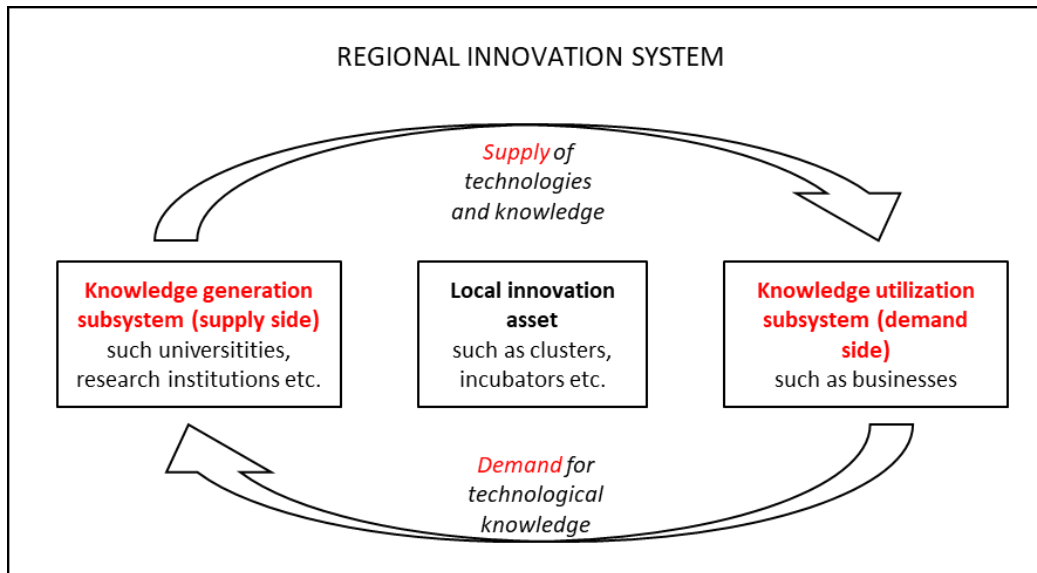 REGIONAL INNOVATION SYSTEM
Supply of
technologies
and knowledge
Knowledge generation
subsystem (supply side)
such universitities,
research institutions etc.
Local innovation
asset
such as clusters,
incubators etc.
Knowledge utilization
subsystem (demand
side)
such as businesses
Demand for
technological
knowledge